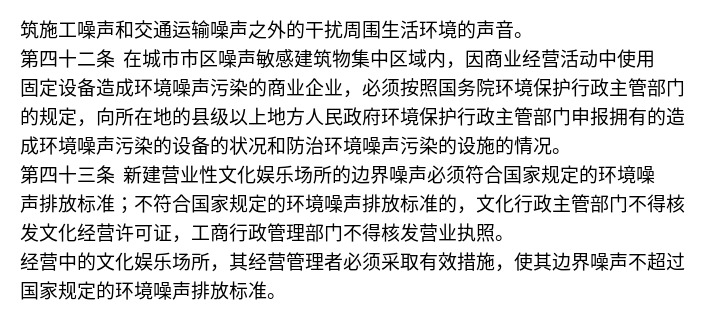 筑施工噪声和交通运输噪声之外的干扰周围生活环境的声音。
第四十二条 在城市市区噪声敏感建筑物集中区域内，因商业经营活动中使用
固定设备造成环境噪声污染的商业企业，必须按照国务院环境保护行政主管部门
的规定，向所在地的县级以上地方人民政府环境保护行政主管部门申报拥有的造
成环境噪声污染的设备的状况和防治环境噪声污染的设施的情况。
第四十三条 新建营业性文化娱乐场所的边界噪声必须符合国家规定的环境噪
声排放标准；不符合国家规定的环境噪声排放标准的，文化行政主管部门不得核
发文化经营许可证，工商行政管理部门不得核发营业执照。
经营中的文化娱乐场所，其经营管理者必须采取有效措施，使其边界噪声不超过
国家规定的环境噪声排放标准。